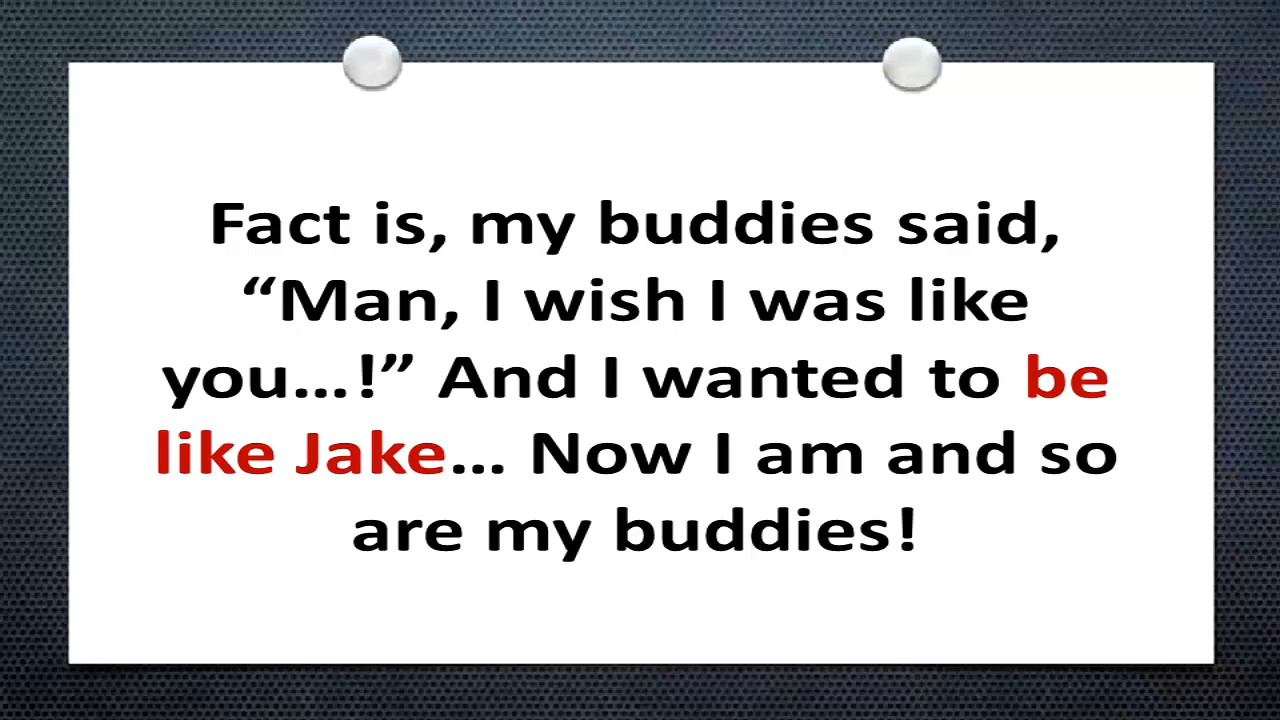 Fact is, my buddies said,
“Man, I wish I was like
you…!” And I wanted to be
like Jake… Now I am and so
are my buddies!